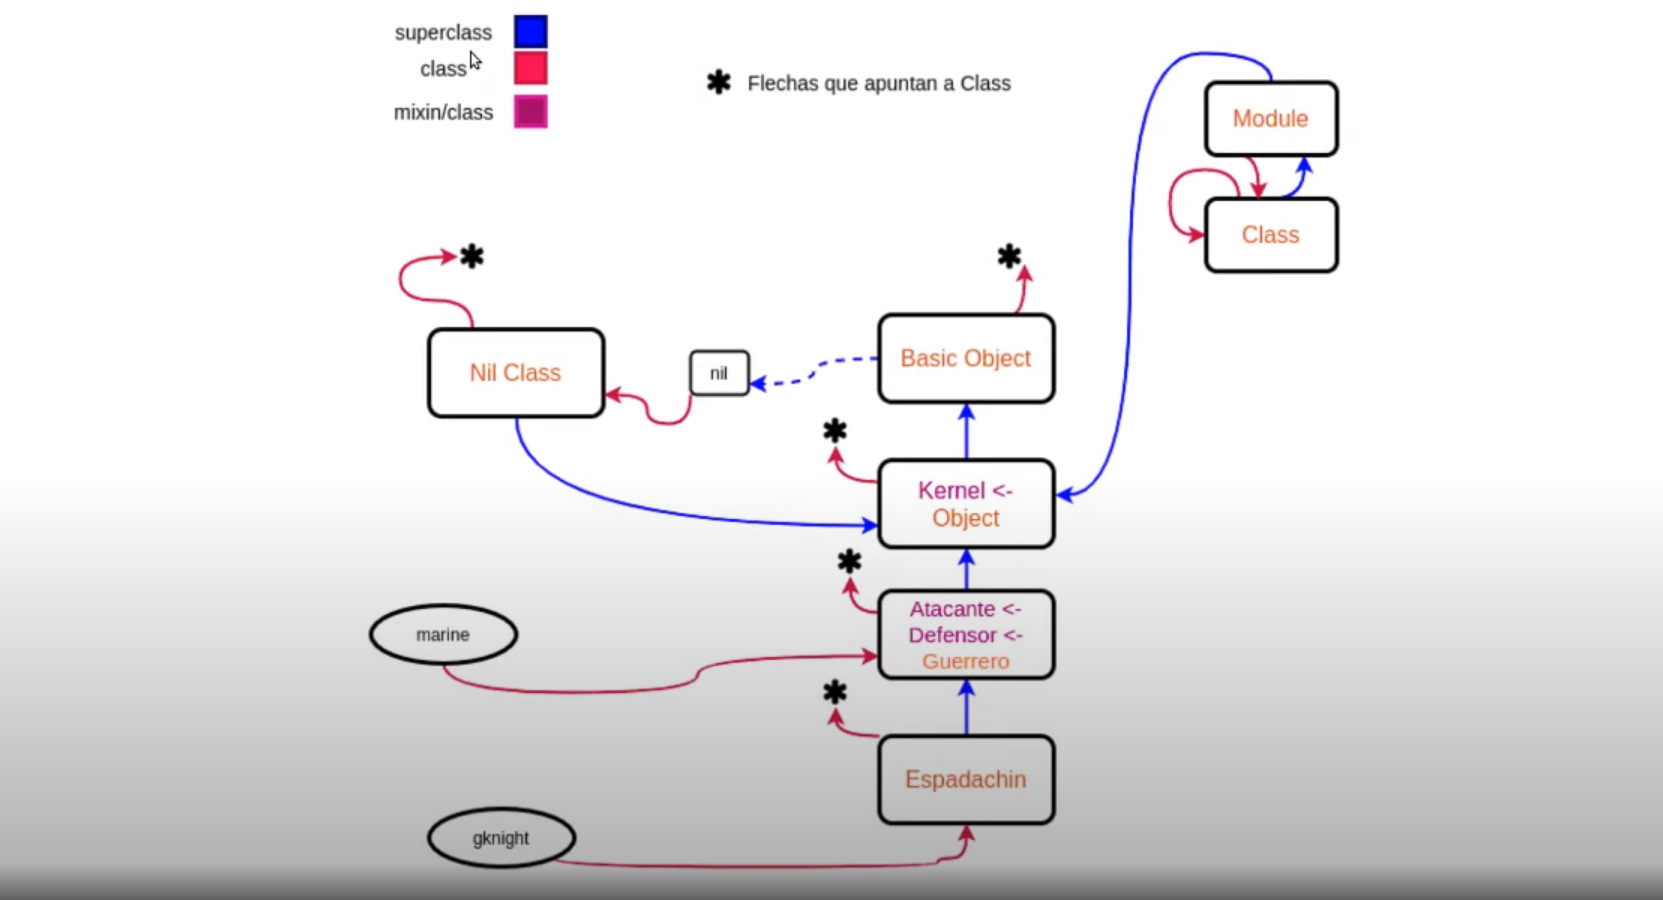 superclass
class
mixin/class
✱ Flechas que apuntan a Class
Module
Class
✱
✱
Nil Class
nil
Basic Object
✱
Kernel <-
Object
✱
Atacante <-
Defensor <-
Guerrero
marine
✱
Espadachin
gknight